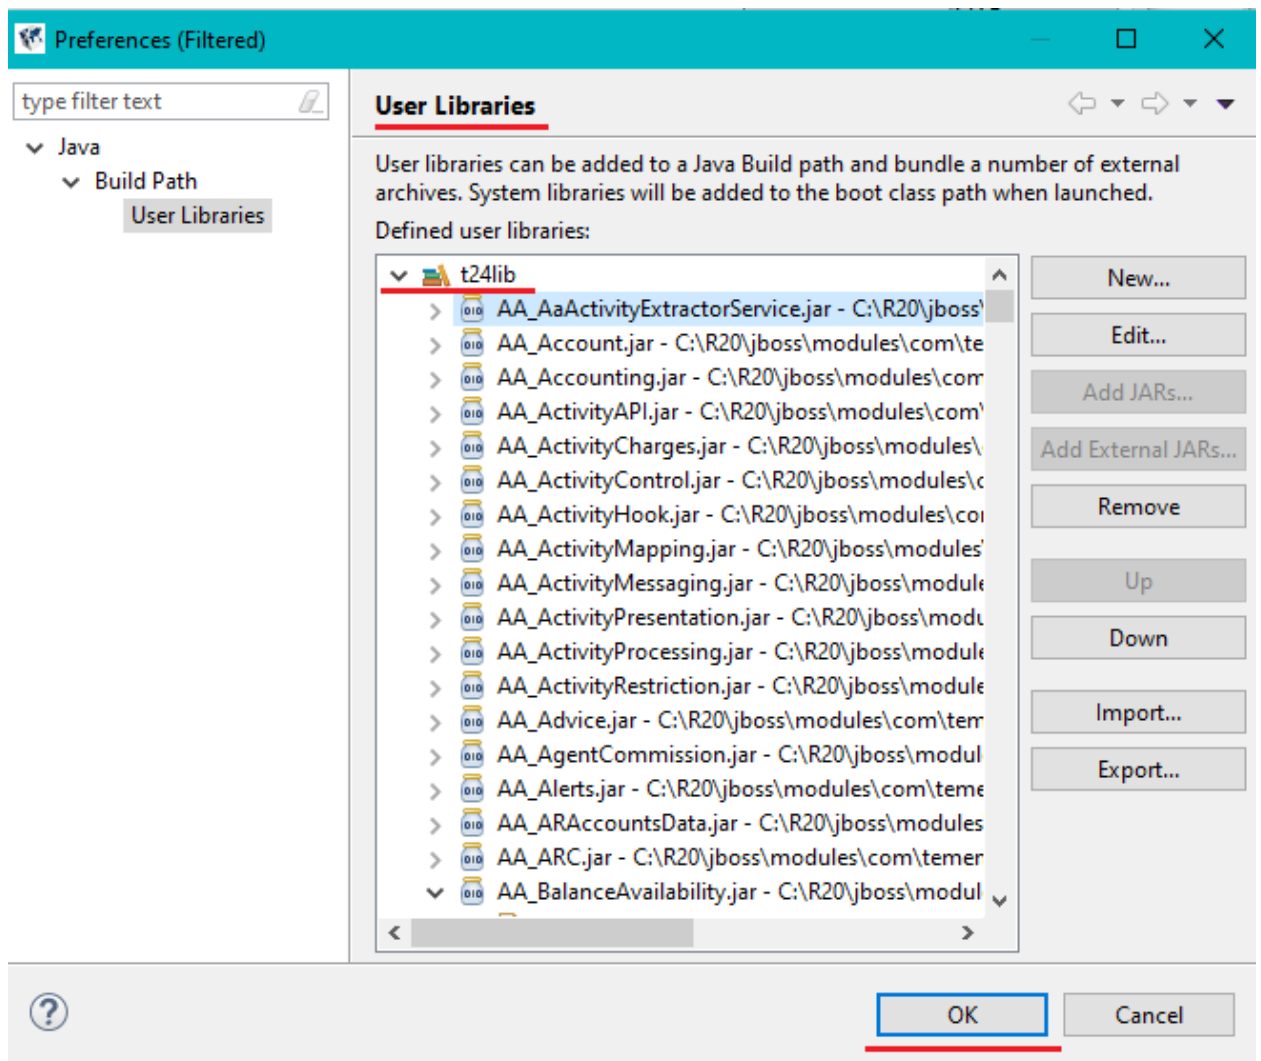 Preferences (Filtered)
type filter text
Java
Build Path
User Libraries
User Libraries
User libraries can be added to a Java Build path and bundle a number of external
archives. System libraries will be added to the boot class path when launched.
Defined user libraries:
t24lib
AA_AaActivityExtractorService.jar - C:\R20\jboss\
AA_Account.jar - C:\R20\jboss\modules\com\te
AA_Accounting.jar - C:\R20\jboss\modules\com
AA_ActivityAPI.jar - C:\R20\jboss\modules\com\
AA_ActivityCharges.jar - C:\R20\jboss\modules\
AA_ActivityControl.jar - C:\R20\jboss\modules\c
AA_ActivityHook.jar - C:\R20\jboss\modules\co
AA_ActivityMapping.jar - C:\R20\jboss\modules\
AA_ActivityMessaging.jar - C:\R20\jboss\module
AA_ActivityPresentation.jar - C:\R20\jboss\modu
AA_ActivityProcessing.jar - C:\R20\jboss\module
AA_ActivityRestriction.jar - C:\R20\jboss\module
AA_Advice.jar - C:\R20\jboss\modules\com\tem
AA_AgentCommission.jar - C:\R20\jboss\modul
AA_Alerts.jar - C:\R20\jboss\modules\com\teme
AA_ARAccountsData.jar - C:\R20\jboss\modules
AA_ARC.jar - C:\R20\jboss\modules\com\temen
AA_BalanceAvailability.jar - C:\R20\jboss\modul
New...
Edit...
Add JARs...
Add External JARs...
Remove
Up
Down
Import...
Export...
OK
Cancel